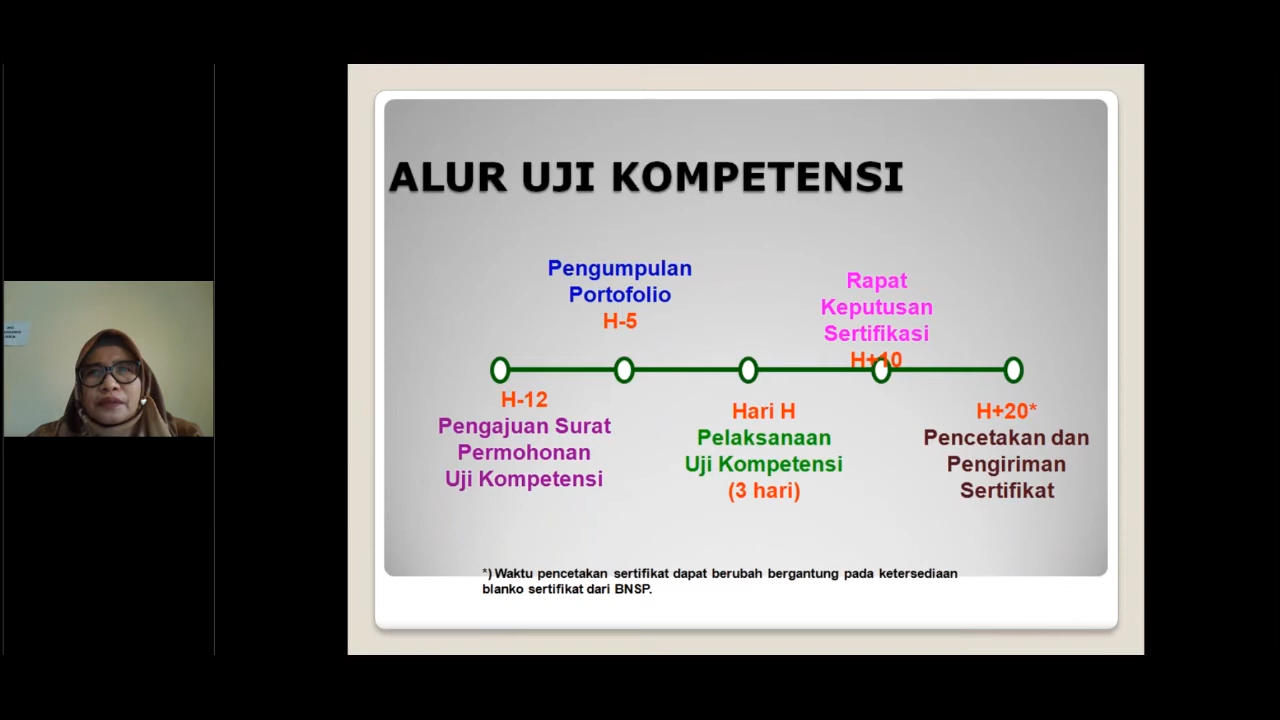 ALUR UJI KOMPETENSI
Pengumpulan
Portofolio
H-5
Rapat
Keputusan
Sertifikasi
H+10
H-12
Pengajuan Surat
Permohonan
Uji Kompetensi
Hari H
Pelaksanaan
Uji Kompetensi
(3 hari)
H+20*
Pencetakan dan
Pengiriman
Sertifikat
*) Waktu pencetakan sertifikat dapat berubah bergantung pada ketersediaan
blanko sertifikat dari BNSP.